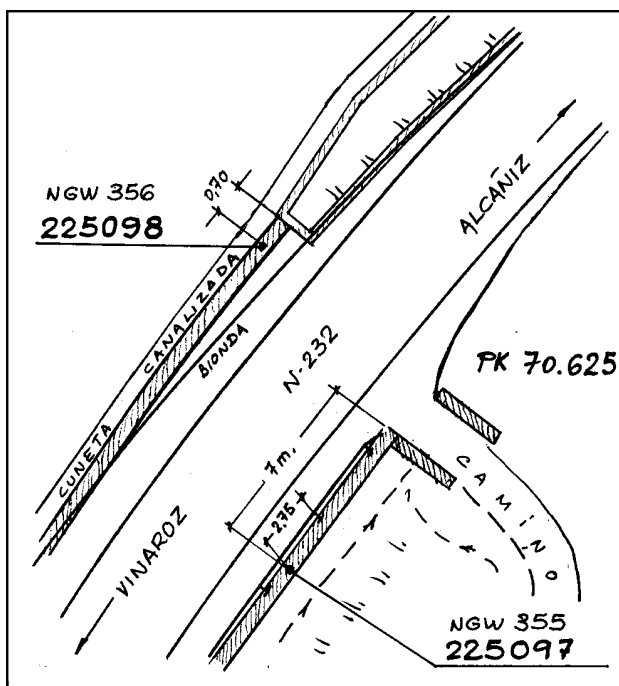 NGW 356
225098
0,70
ALCAÑIZ
CUNETA CANALIZADA
BIONDA
N-232
PK 70.625
7m.
2,75
CAMINO
VINAROZ
NGW 355
225097